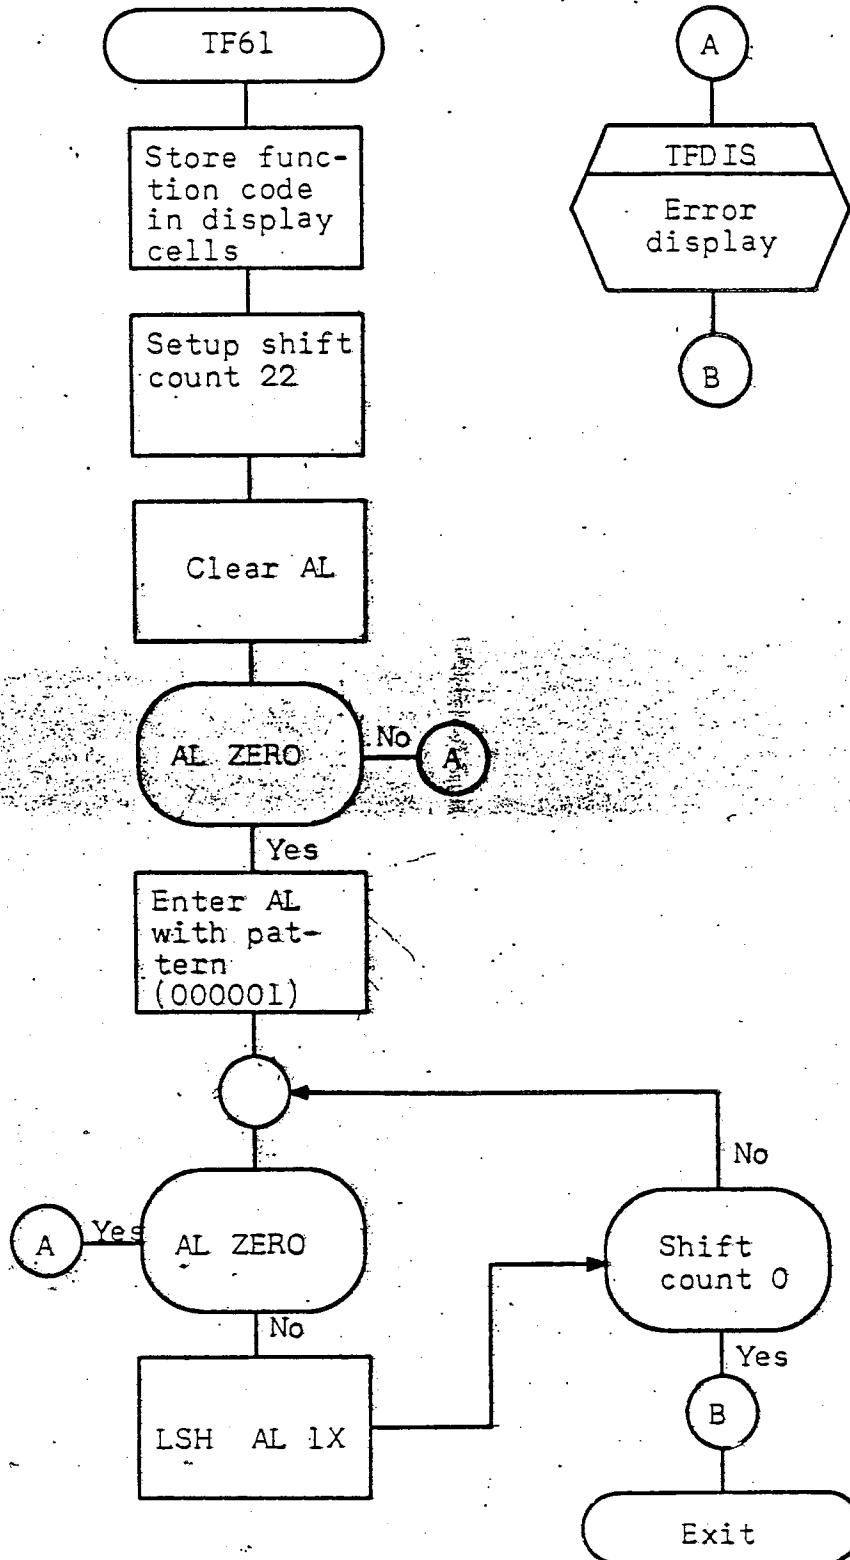 TF61
Store func-
tion code
in display
cells
Setup shift
count 22
Clear AL
AL ZERO
No
A
Yes
Enter AL
with pat-
tern
(000001)
A
Yes
AL ZERO
No
LSH AL 1X
A
TFDIS
Error
display
B
No
Shift
count 0
Yes
B
Exit